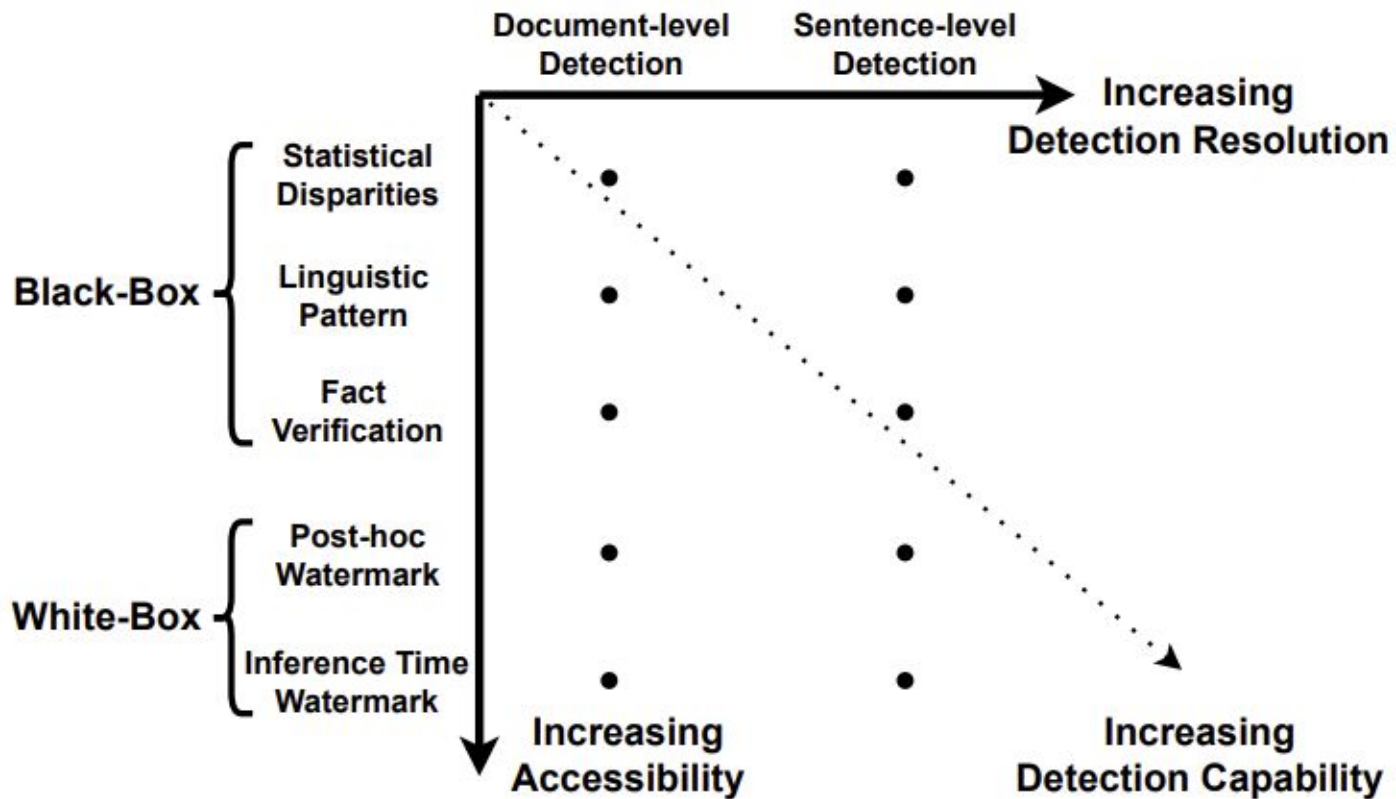 Document-level
Detection
Sentence-level
Detection
Increasing
Detection Resolution
Black-Box
Statistical
Disparities
Linguistic
Pattern
Fact
Verification
White-Box
Post-hoc
Watermark
Inference Time
Watermark
Increasing
Accessibility
Increasing
Detection Capability